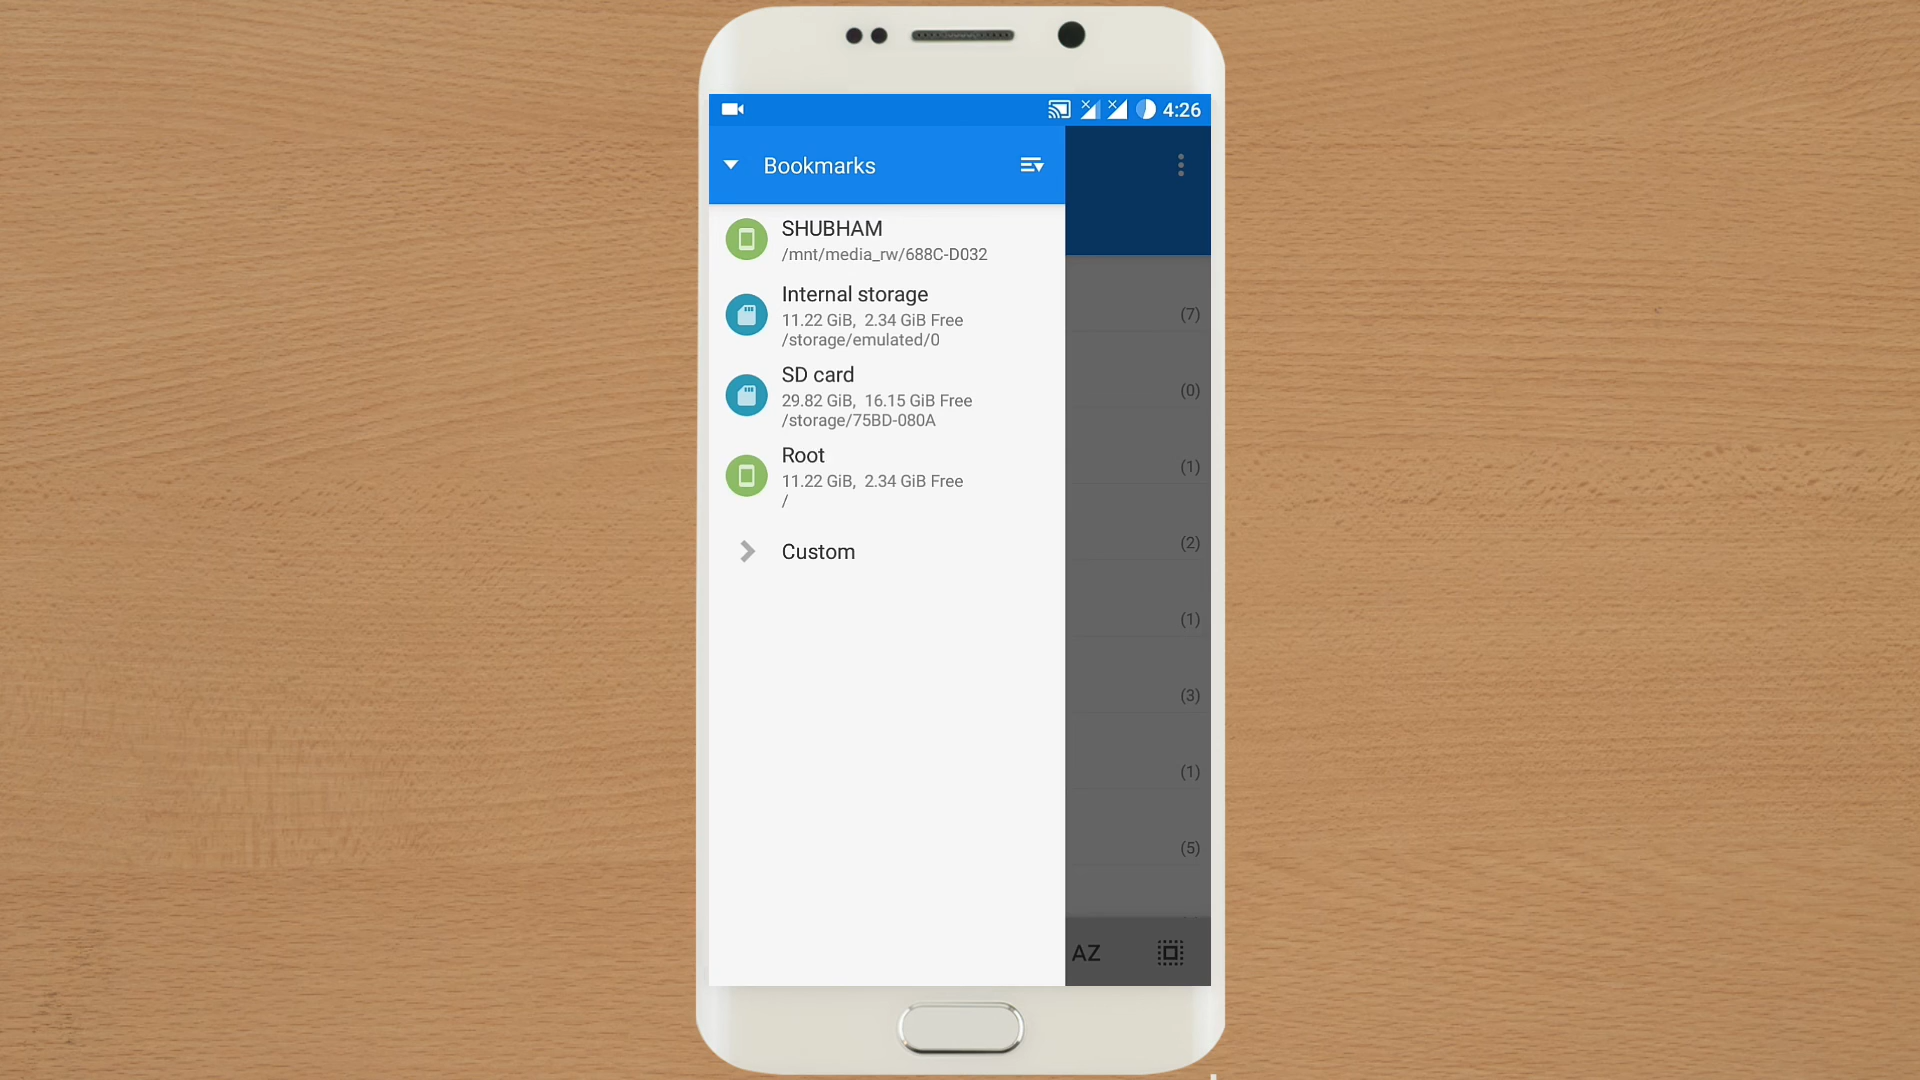 4:26
Bookmarks
SHUBHAM
/mnt/media_rw/688C-D032
Internal storage
11.22 GiB, 2.34 GiB Free
/storage/emulated/0
SD card
29.82 GiB, 16.15 GiB Free
/storage/75BD-080A
Root
11.22 GiB, 2.34 GiB Free
/
Custom
(7)
(0)
(1)
(2)
(1)
(3)
(1)
(5)
AZ